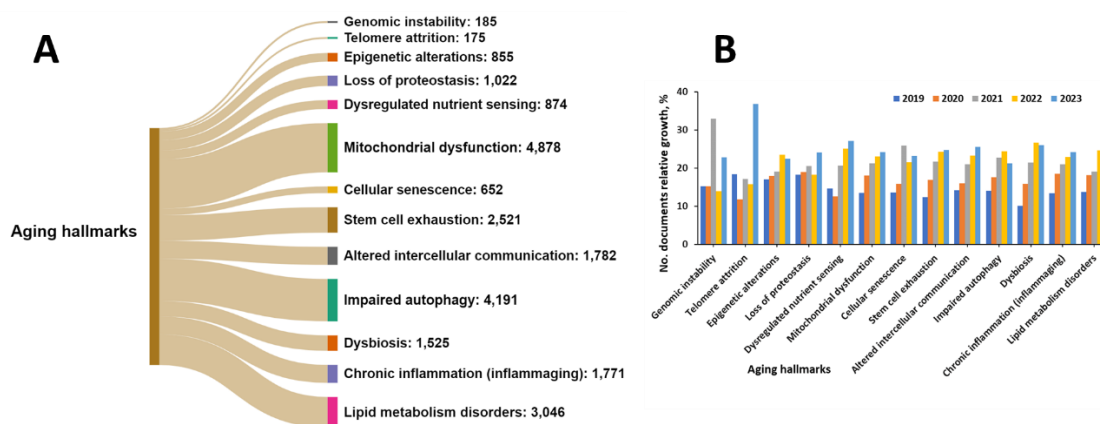 A
Genomic instability: 185
Telomere attrition: 175
Epigenetic alterations: 855
Loss of proteostasis: 1,022
Dysregulated nutrient sensing: 874
Mitochondrial dysfunction: 4,878
Cellular senescence: 652
Stem cell exhaustion: 2,521
Aging hallmarks
Altered intercellular communication: 1,782
Impaired autophagy: 4,191
Dysbiosis: 1,525
Chronic inflammation (inflammaging): 1,771
Lipid metabolism disorders: 3,046
B
No. documents relative growth, %
40
30
20
10
0
2019
2020
2021
2022
2023
Genomic instability
Telomere attrition
Epigenetic alterations
Loss of proteostasis
Dysregulated nutrient sensing
Mitochondrial dysfunction
Cellular senescence
Stem cell exhaustion
Altered intercellular communication
Impaired autophagy
Dysbiosis
Chronic inflammation (inflammaging)
Lipid metabolism disorders
Aging hallmarks